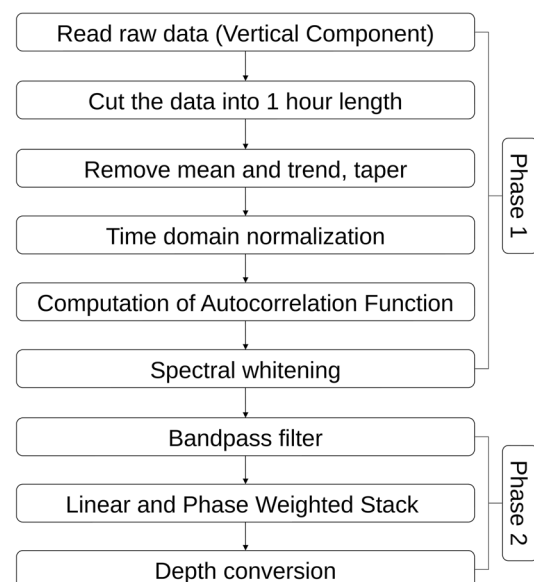 Read raw data (Vertical Component)
Cut the data into 1 hour length
Remove mean and trend, taper
Time domain normalization
Computation of Autocorrelation Function
Spectral whitening
Phase 1
Bandpass filter
Linear and Phase Weighted Stack
Depth conversion
Phase 2